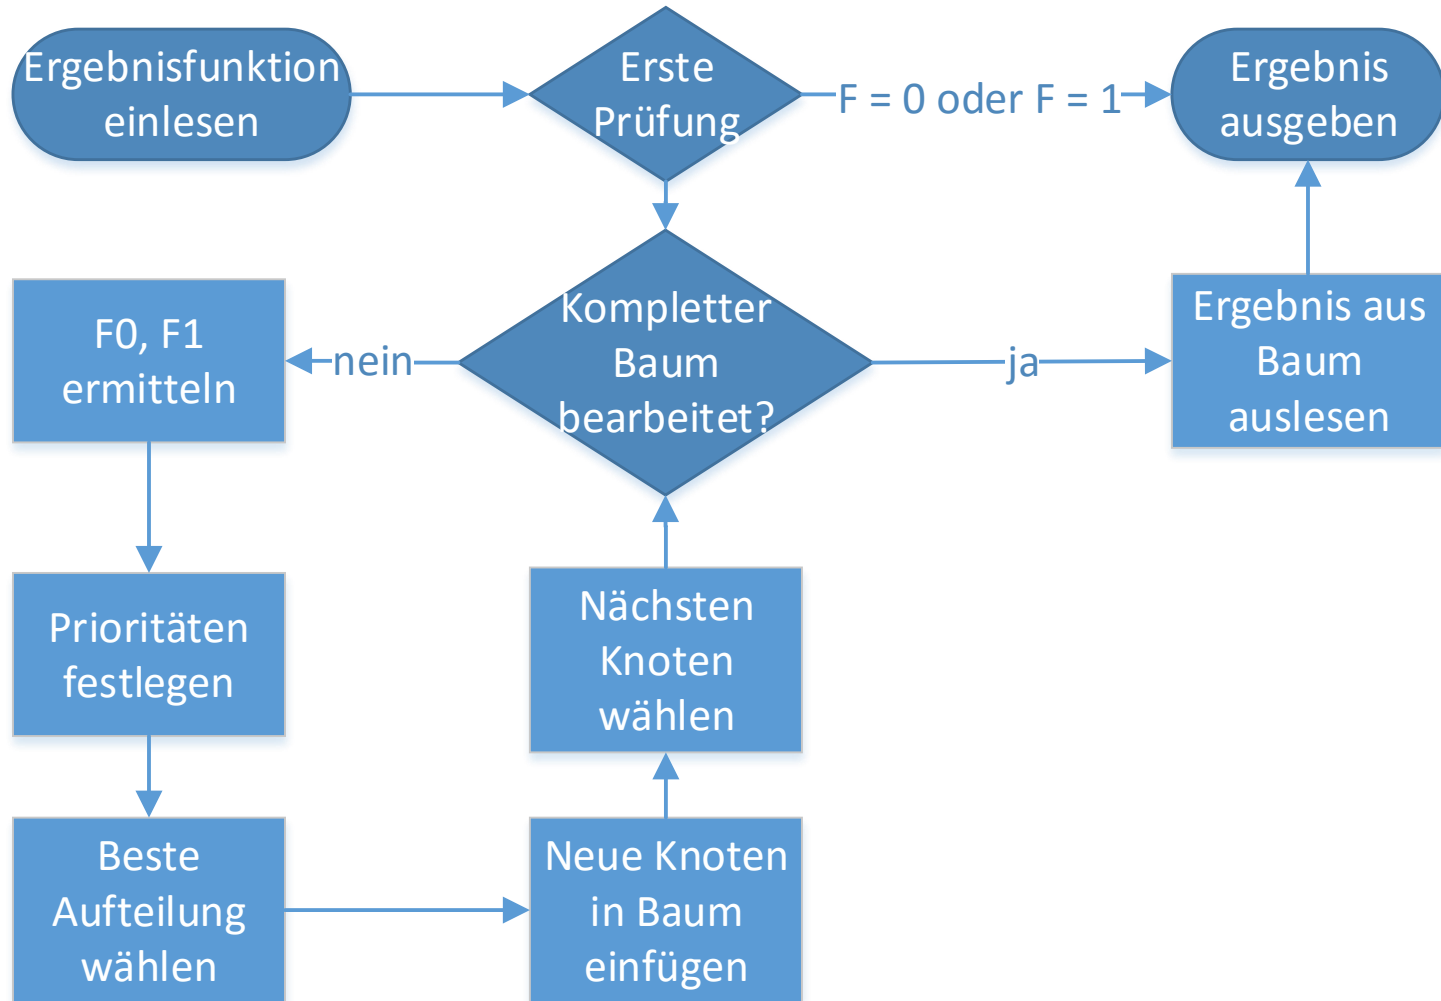 Ergebnisfunktion
einlesen
Erste
Prüfung
F = 0 oder F = 1
Ergebnis
ausgeben
Kompletter
Baum
bearbeitet?
nein
ja
F0, F1
ermitteln
Ergebnis aus
Baum
auslesen
Prioritäten
festlegen
Nächsten
Knoten
wählen
Beste
Aufteilung
wählen
Neue Knoten
in Baum
einfügen